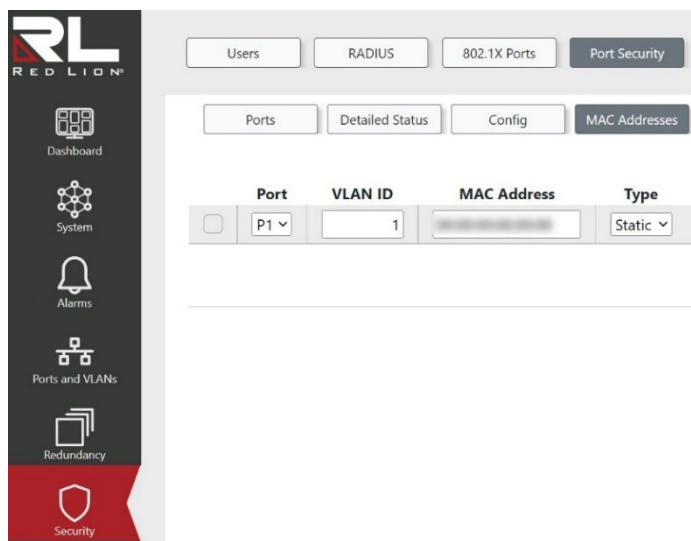 RL
RED LION®
Users RADIUS 802.1X Ports Port Security
Ports Detailed Status Config MAC Addresses
Dashboard
System
Alarms
Ports and VLANs
Redundancy
Security
Port VLAN ID MAC Address Type
P1 1 Static